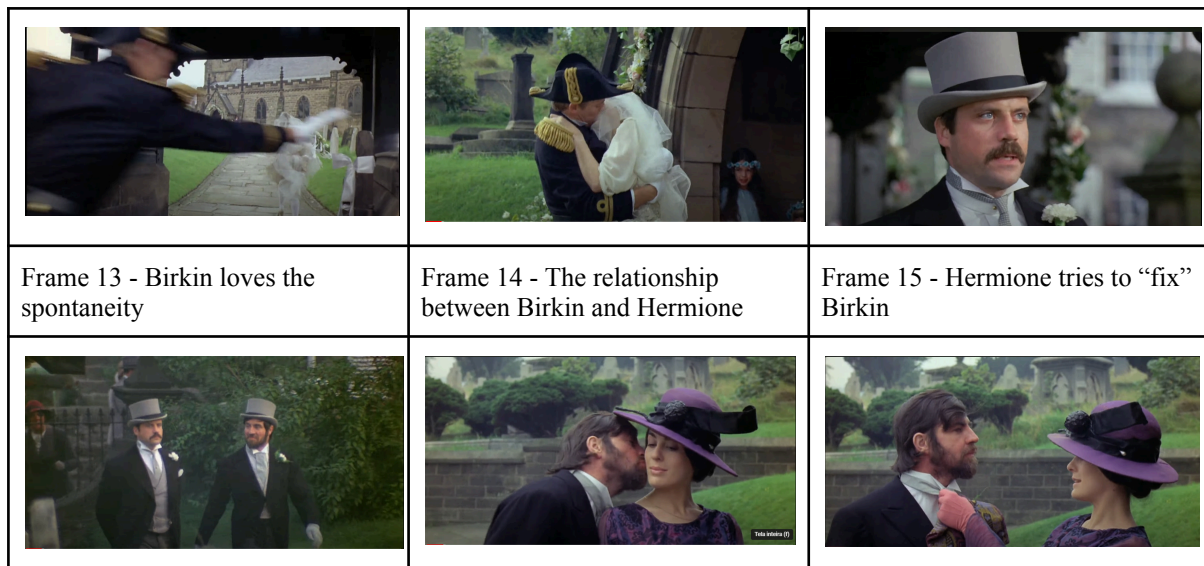 Frame 13 - Birkin loves the
spontaneity
Frame 14 - The relationship
between Birkin and Hermione
Frame 15 - Hermione tries to “fix”
Birkin
Tela inteira (f)